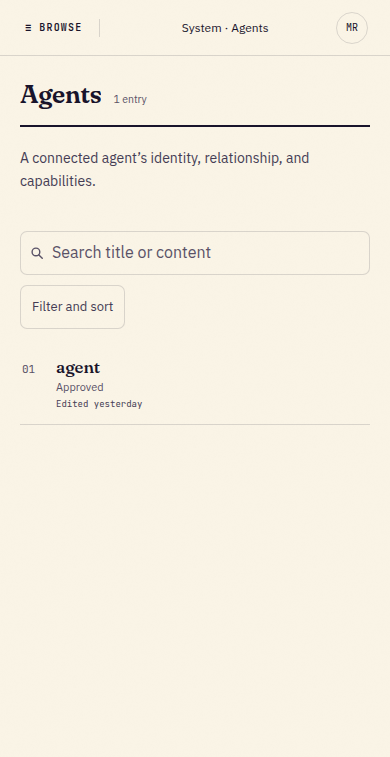 ≡ BROWSE
System · Agents
MR
Agents 1 entry
A connected agent’s identity, relationship, and
capabilities.
Search title or content
Filter and sort
01 agent
Approved
Edited yesterday